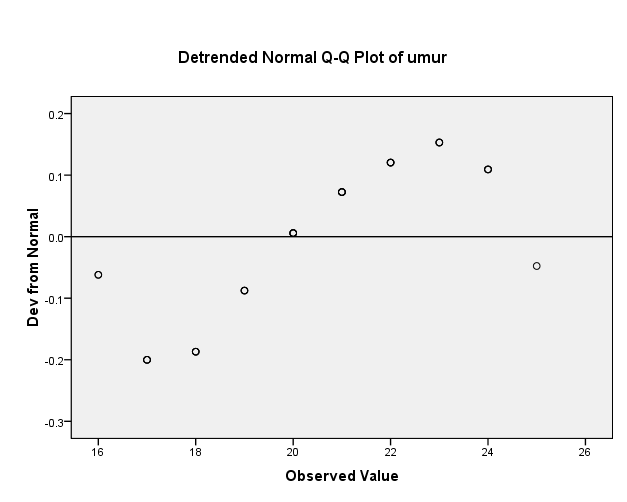 Detrended Normal Q-Q Plot of umur
0.2
0.1
0.0
-0.1
-0.2
-0.3
Dev from Normal
16 18 20 22 24 26
Observed Value